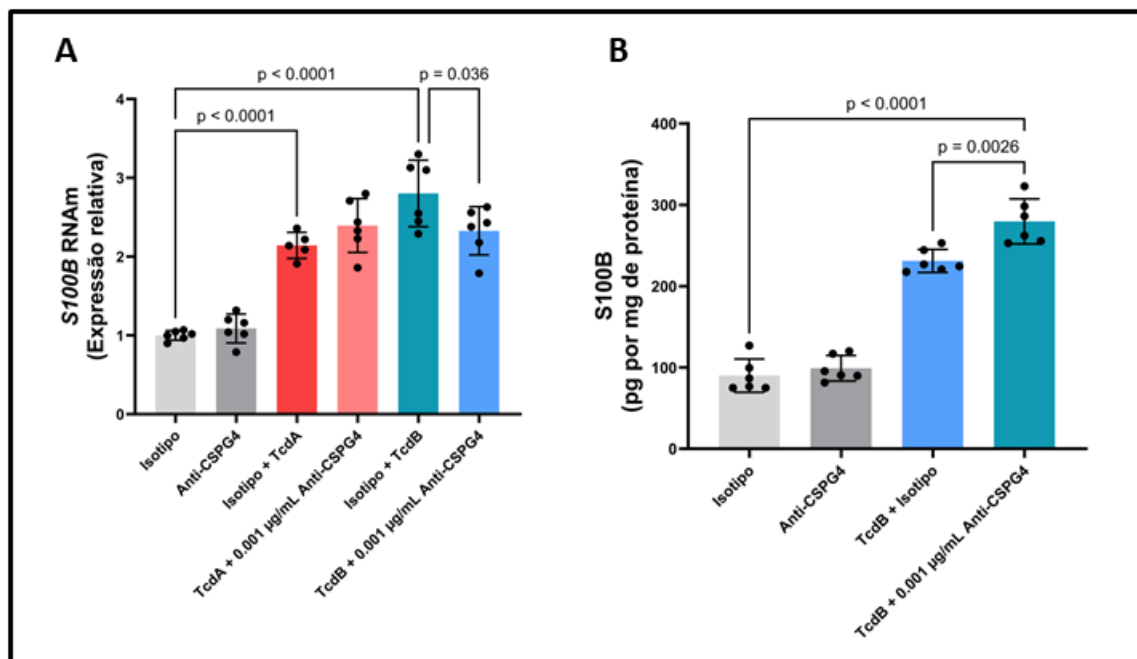 A
p < 0.0001
p = 0.036
p < 0.0001
S100B RNAm
(Expressão relativa)
4
3
2
1
0
Isotipo
Anti-CSPG4
Isotipo + TcdA
TcdA + 0.001 µg/mL Anti-CSPG4
Isotipo + TcdB
TcdB + 0.001 µg/mL Anti-CSPG4
B
p < 0.0001
p = 0.0026
S100B
(pg por mg de proteína)
400
300
200
100
0
Isotipo
Anti-CSPG4
TcdB + Isotipo
TcdB + 0.001 µg/mL Anti-CSPG4